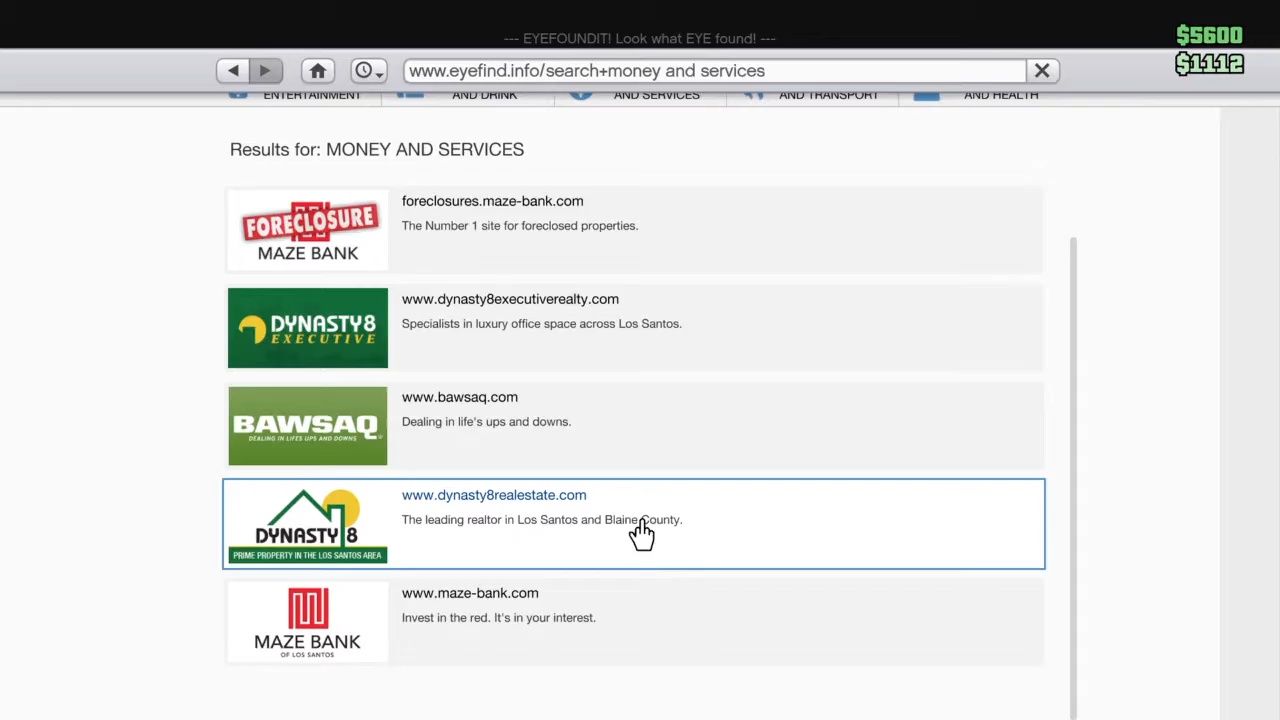 --- EYEFOUNDIT! Look what EYE found! ---
$5600
$1112
www.eyefind.info/search+money and services
ENTERTAINMENT
AND DRINK
AND SERVICES
AND TRANSPORT
AND HEALTH
Results for: MONEY AND SERVICES
FORECLOSURE
MAZE BANK
foreclosures.maze-bank.com
The Number 1 site for foreclosed properties.
DYNASTY8
EXECUTIVE
www.dynasty8executiverealty.com
Specialists in luxury office space across Los Santos.
BAWSAQ
DEALING IN LIFES UPS AND DOWNS
www.bawsaq.com
Dealing in life's ups and downs.
DYNASTY 8
PRIME PROPERTY IN THE LOS SANTOS AREA
www.dynasty8realestate.com
The leading realtor in Los Santos and Blaine County.
MAZE BANK
OF LOS SANTOS
www.maze-bank.com
Invest in the red. It's in your interest.